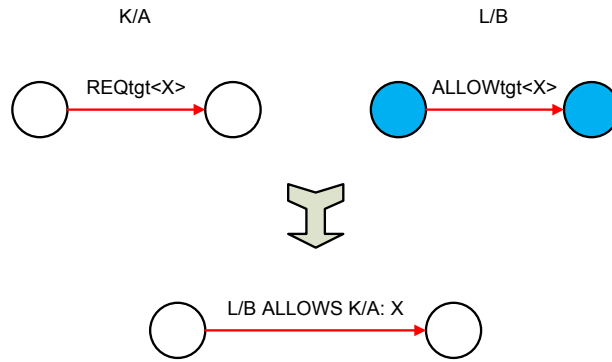 K/A
L/B
REQtgt<X>
ALLOWtgt<X>
L/B ALLOWS K/A: X